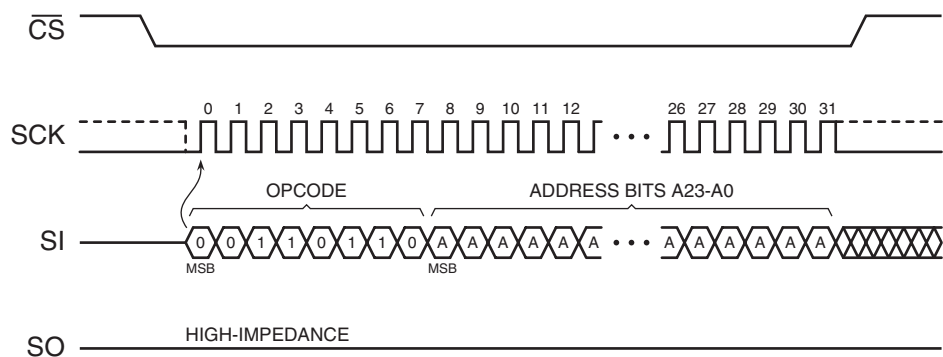 CS
0 1 2 3 4 5 6 7 8 9 10 11 12 26 27 28 29 30 31
SCK
OPCODE ADDRESS BITS A23-A0
SI 0 0 1 1 0 1 1 0 A A A A A A A A A A A A
MSB MSB
HIGH-IMPEDANCE
SO